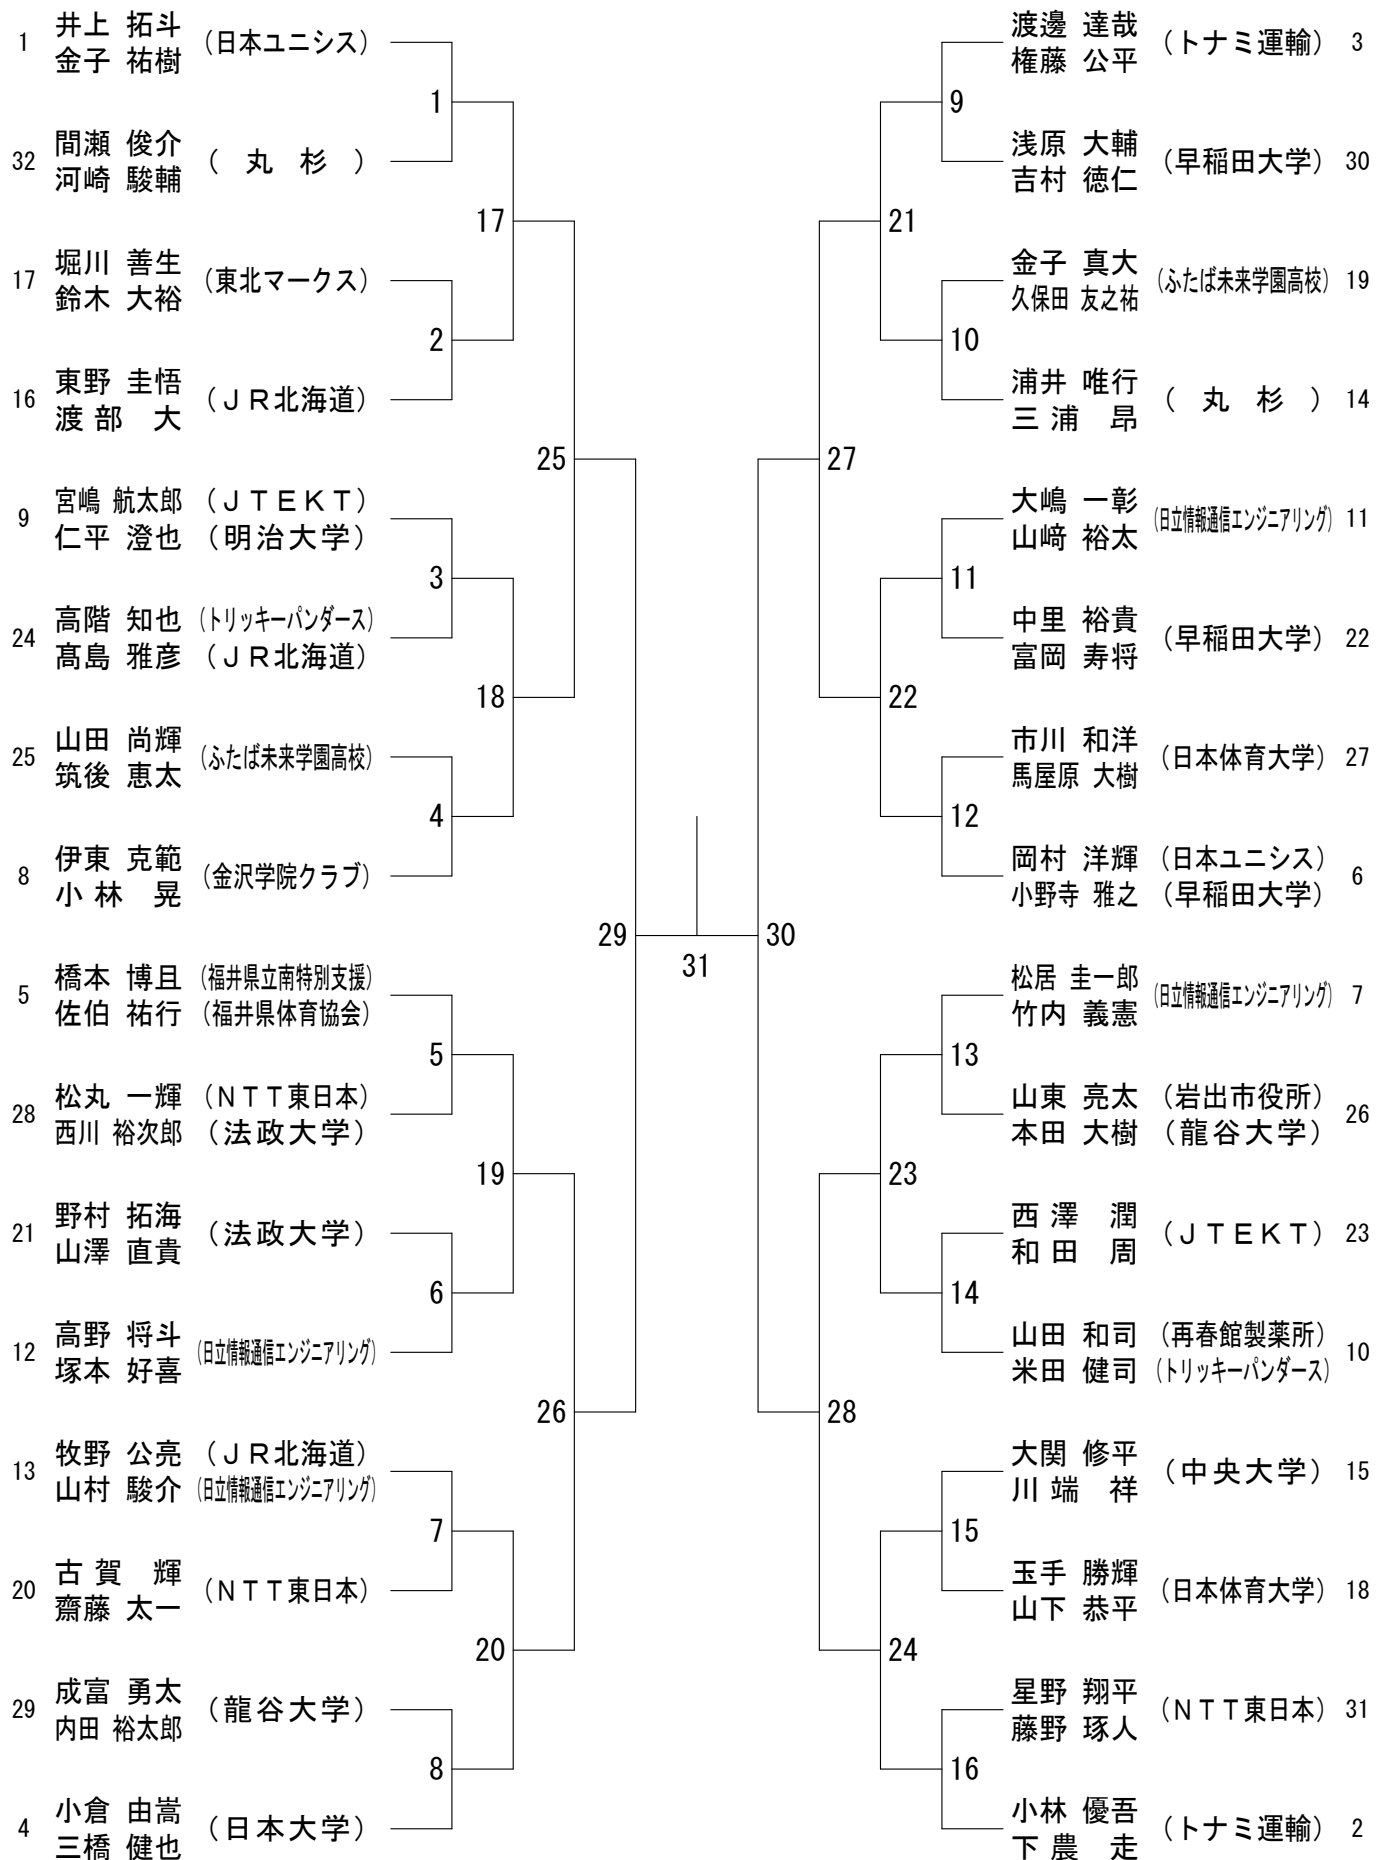 井上 拓斗 (日本ユニシス)
1
金子 祐樹
1
間瀬 俊介
32 (丸杉)
河崎 駿輔
17
堀川 善生
17 (東北マークス)
鈴木 大裕
2
東野 圭悟
16 (ＪＲ北海道)
渡部 大
25
宮嶋 航太郎 (ＪＴＥＫＴ)
9
仁平 澄也 (明治大学)
3
高階 知也 (トリッキーパンダース)
24
髙島 雅彦 (ＪＲ北海道)
18
山田 尚輝
25 (ふたば未来学園高校)
筑後 恵太
4
伊東 克範
8 (金沢学院クラブ)
小林 晃
29
橋本 博且 (福井県立南特別支援)
5
佐伯 祐行 (福井県体育協会)
5
松丸 一輝 (ＮＴＴ東日本)
28
西川 裕次郎 (法政大学)
19
野村 拓海
21 (法政大学)
山澤 直貴
6
高野 将斗
12 (日立情報通信エンジニアリング)
塚本 好喜
26
牧野 公亮 (ＪＲ北海道)
13
山村 駿介 (日立情報通信エンジニアリング)
7
古賀 輝
20 (ＮＴＴ東日本)
齋藤 太一
20
成富 勇太
29 (龍谷大学)
内田 裕太郎
8
小倉 由嵩
4 (日本大学)
三橋 健也
31
渡邊 達哉
(トナミ運輸) 3
権藤 公平
9
浅原 大輔
(早稲田大学) 30
吉村 徳仁
21
金子 真大
(ふたば未来学園高校) 19
久保田 友之祐
10
浦井 唯行
(丸杉) 14
三浦 昂
27
大嶋 一彰
(日立情報通信エンジニアリング) 11
山﨑 裕太
11
中里 裕貴
(早稲田大学) 22
富岡 寿将
22
市川 和洋
(日本体育大学) 27
馬屋原 大樹
12
岡村 洋輝 (日本ユニシス)
6
小野寺 雅之 (早稲田大学)
30
松居 圭一郎
(日立情報通信エンジニアリング) 7
竹内 義憲
13
山東 亮太 (岩出市役所)
26
本田 大樹 (龍谷大学)
23
西澤 潤
(ＪＴＥＫＴ) 23
和田 周
14
山田 和司 (再春館製薬所)
10
米田 健司 (トリッキーパンダース)
28
大関 修平
(中央大学) 15
川端 祥
15
玉手 勝輝
(日本体育大学) 18
山下 恭平
24
星野 翔平
(ＮＴＴ東日本) 31
藤野 琢人
16
小林 優吾
(トナミ運輸) 2
下農 走